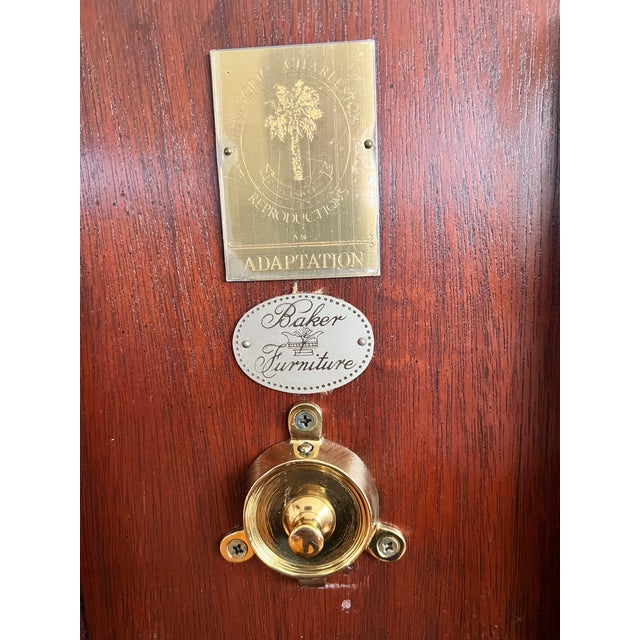 HISTORIC CHARLESTON
REPRODUCTIONS
AN
ADAPTATION
Baker
Furniture